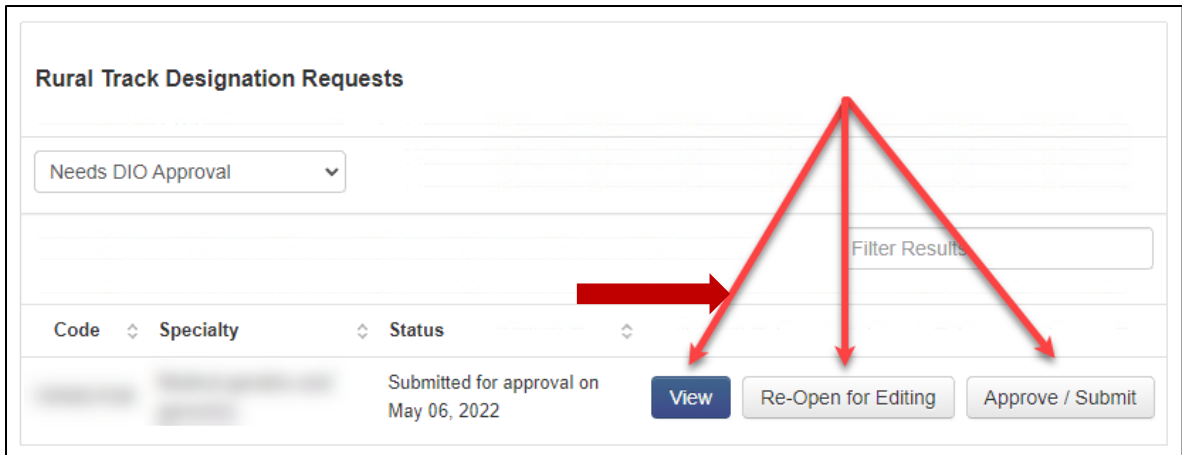 Rural Track Designation Requests
Needs DIO Approval
Filter Results
Code Specialty Status
Submitted for approval on
May 06, 2022
View Re-Open for Editing Approve / Submit